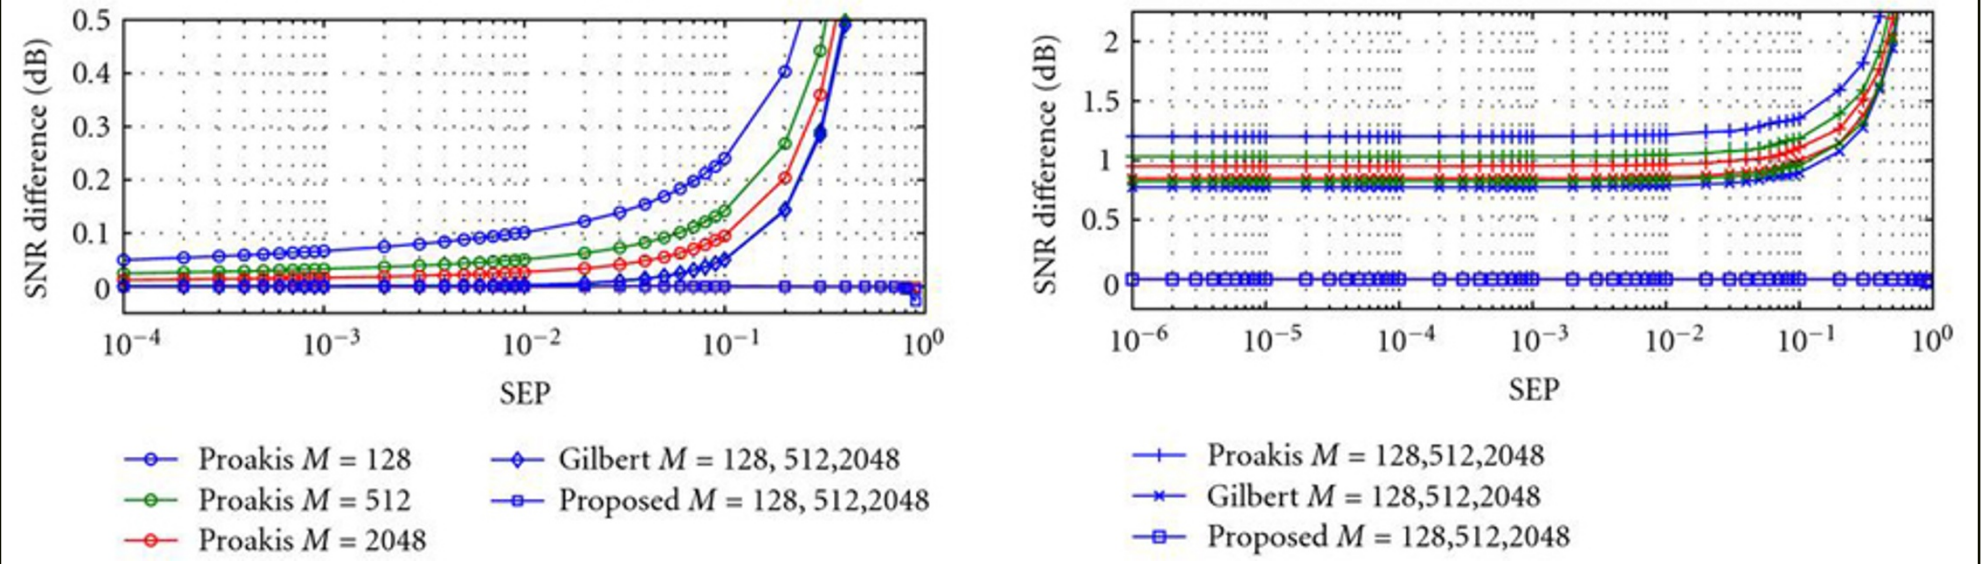 0.5
0.4
0.3
0.2
0.1
0
SNR difference (dB)
10−4 10−3 10−2 10−1 100
SEP
Proakis M = 128
Proakis M = 512
Proakis M = 2048
Gilbert M = 128, 512,2048
Proposed M = 128, 512,2048
2
1.5
1
0.5
0
SNR difference (dB)
10−6 10−5 10−4 10−3 10−2 10−1 100
SEP
Proakis M = 128,512,2048
Gilbert M = 128,512,2048
Proposed M = 128,512,2048